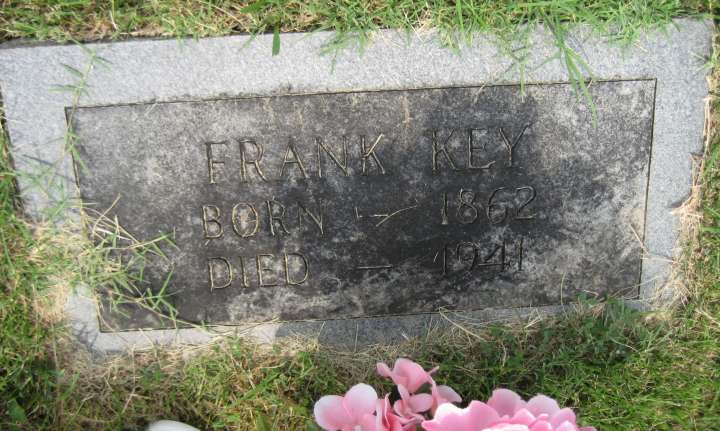 FRANK KEY
BORN — 1862
DIED — 1941